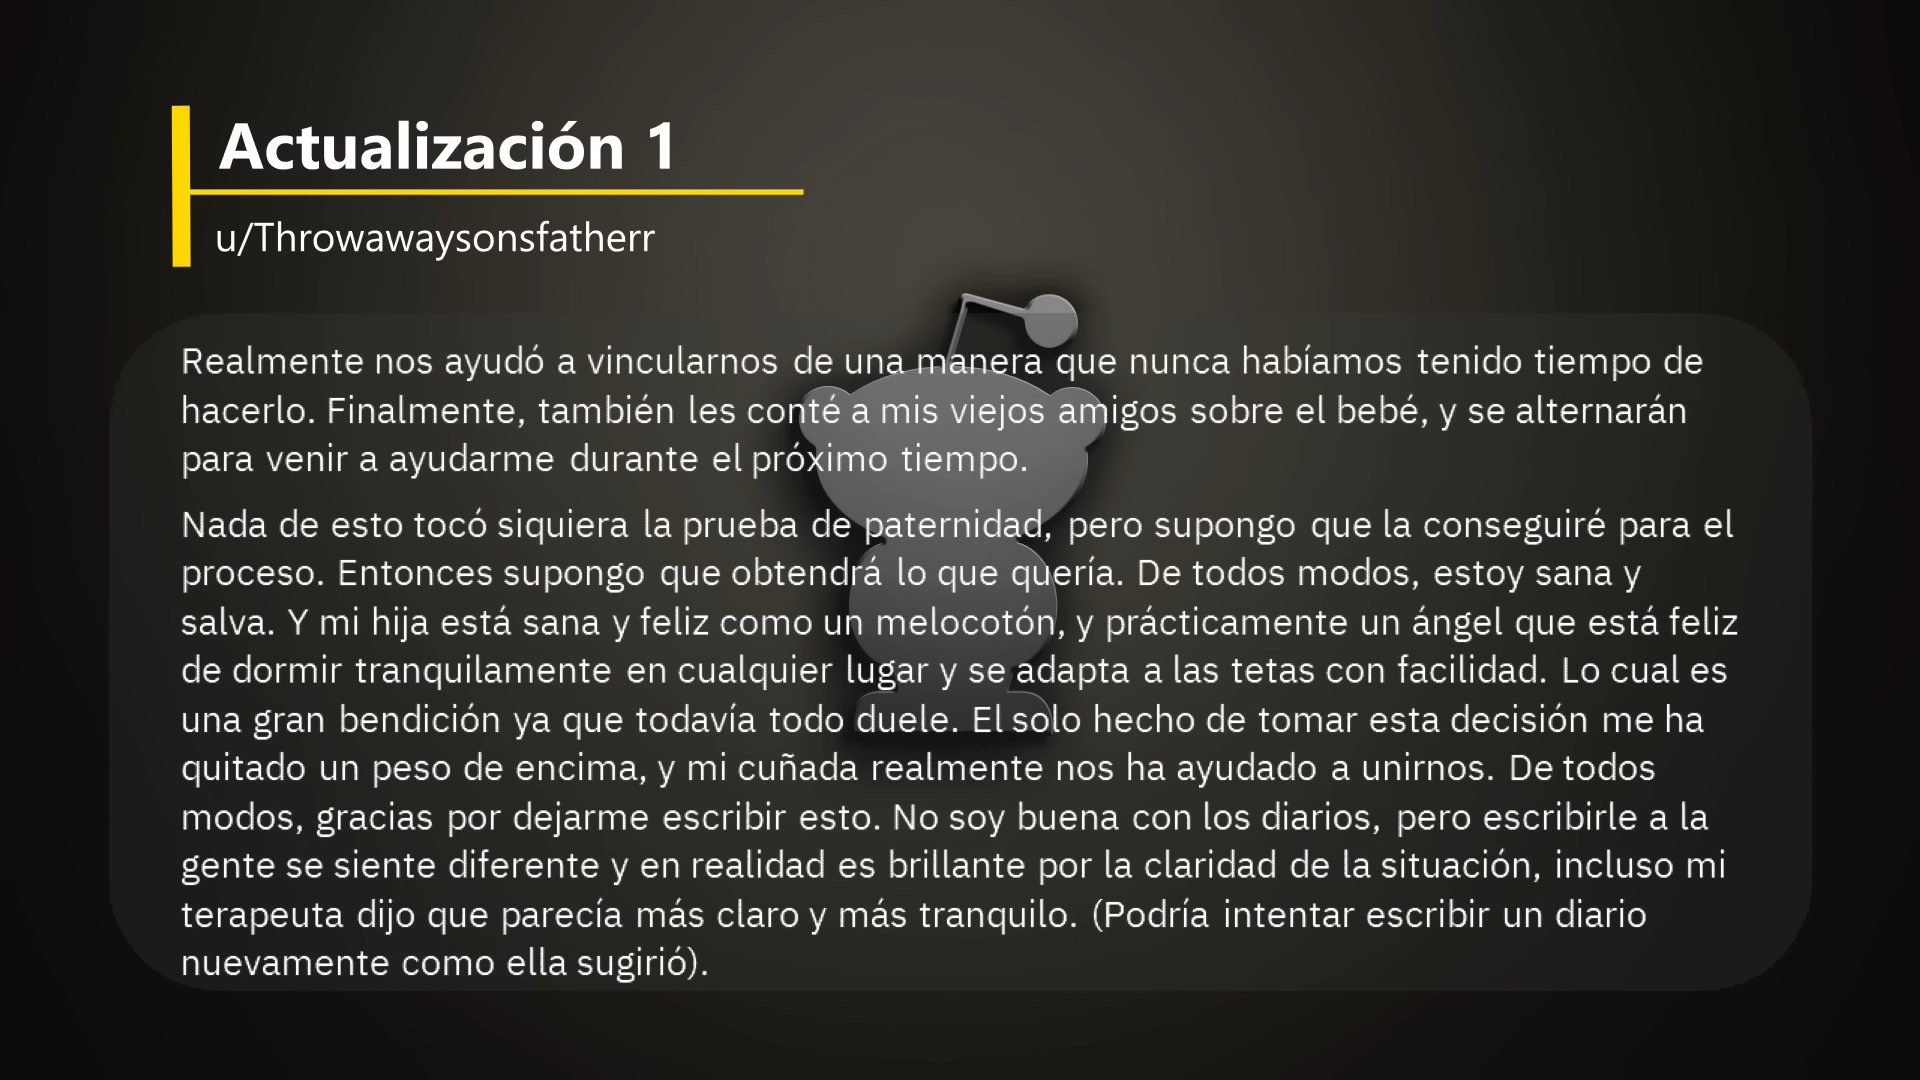 Actualización 1
u/Throwawaysonsfatherr
Realmente nos ayudó a vincularnos de una manera que nunca habíamos tenido tiempo de
hacerlo. Finalmente, también les conté a mis viejos amigos sobre el bebé, y se alternarán
para venir a ayudarme durante el próximo tiempo.
Nada de esto tocó siquiera la prueba de paternidad, pero supongo que la conseguiré para el
proceso. Entonces supongo que obtendrá lo que quería. De todos modos, estoy sana y
salva. Y mi hija está sana y feliz como un melocotón, y prácticamente un ángel que está feliz
de dormir tranquilamente en cualquier lugar y se adapta a las tetas con facilidad. Lo cual es
una gran bendición ya que todavía todo duele. El solo hecho de tomar esta decisión me ha
quitado un peso de encima, y mi cuñada realmente nos ha ayudado a unirnos. De todos
modos, gracias por dejarme escribir esto. No soy buena con los diarios, pero escribirle a la
gente se siente diferente y en realidad es brillante por la claridad de la situación, incluso mi
terapeuta dijo que parecía más claro y más tranquilo. (Podría intentar escribir un diario
nuevamente como ella sugirió).